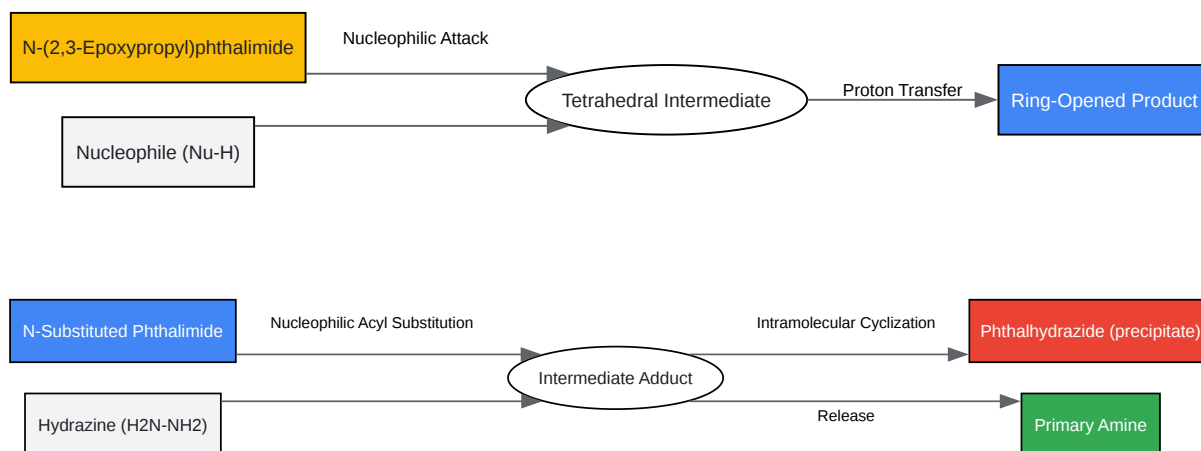 N-(2,3-Epoxypropyl)phthalimide
Nucleophilic Attack
Nucleophile (Nu-H)
Tetrahedral Intermediate
Proton Transfer
Ring-Opened Product
N-Substituted Phthalimide
Nucleophilic Acyl Substitution
Hydrazine (H2N-NH2)
Intermediate Adduct
Intramolecular Cyclization
Phthalhydrazide (precipitate)
Release
Primary Amine